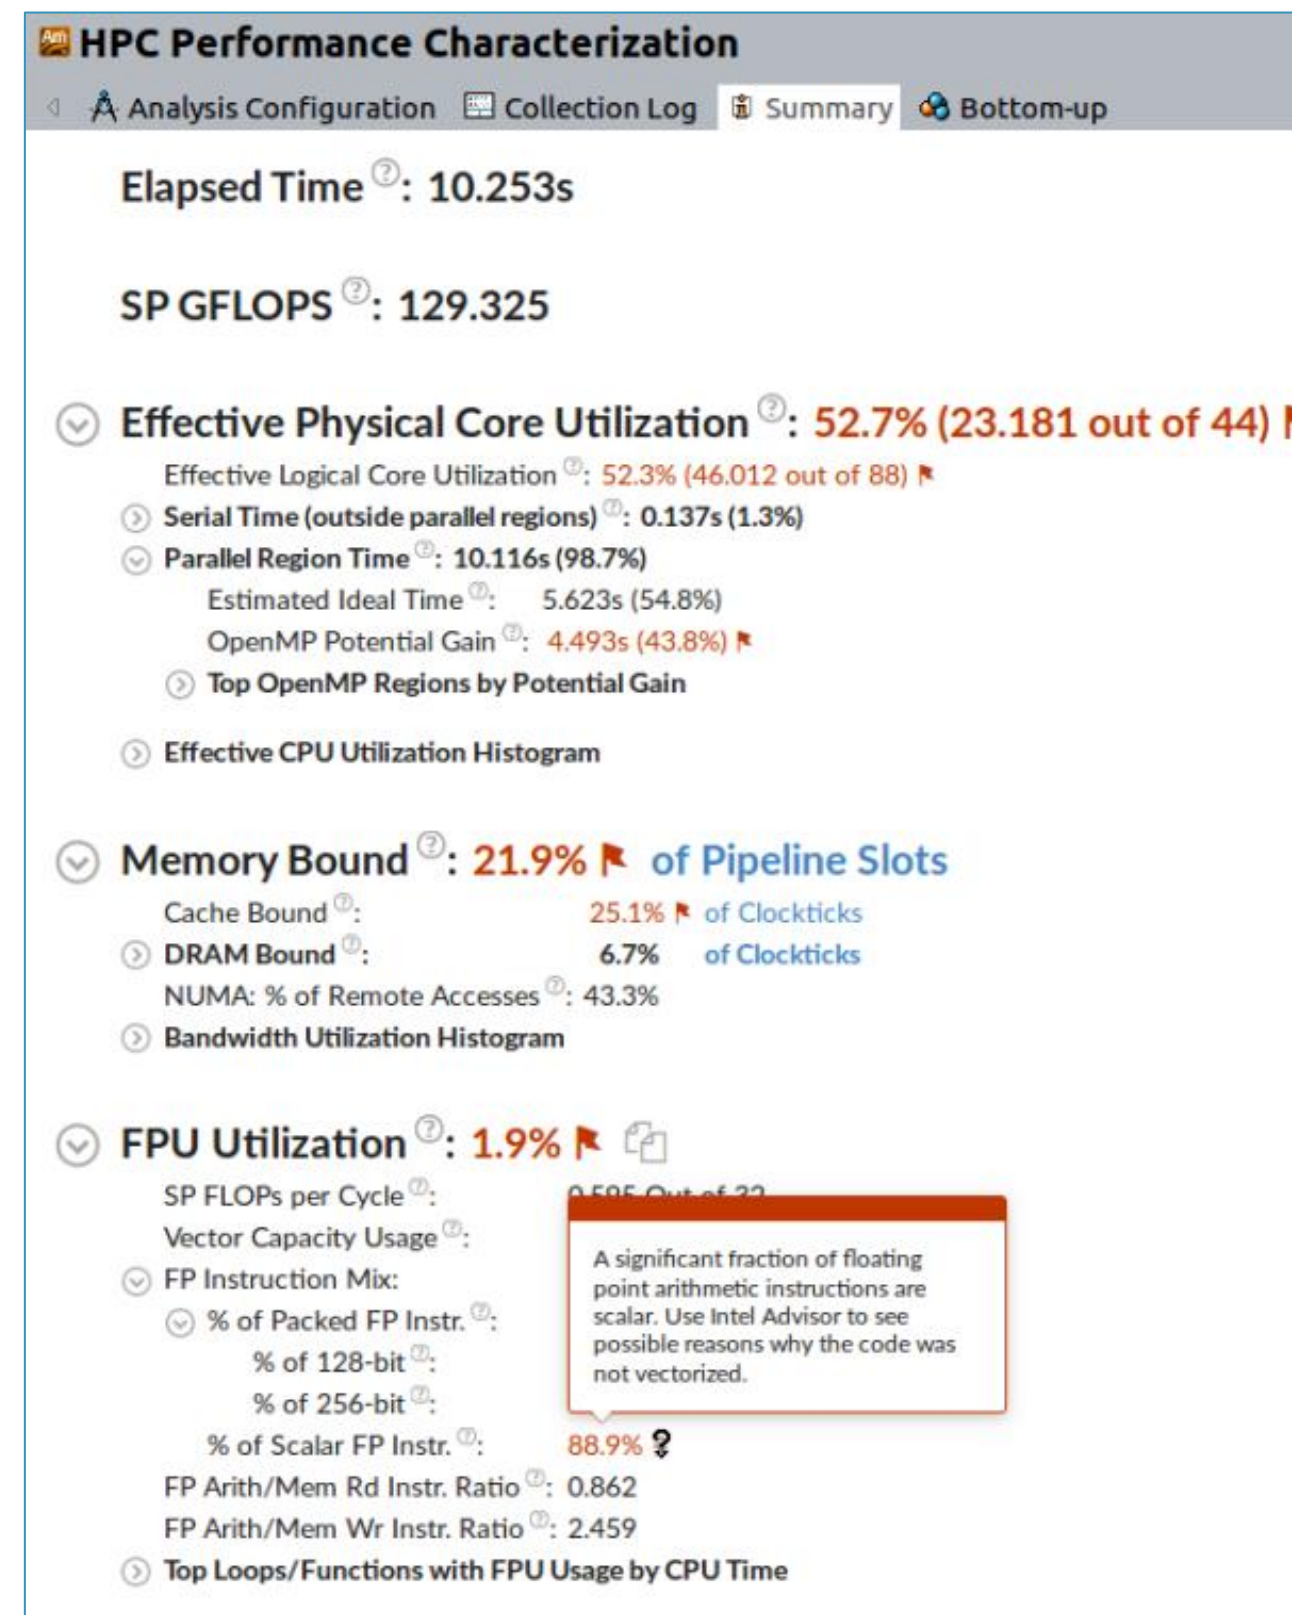 HPC Performance Characterization
Analysis Configuration Collection Log Summary Bottom-up
Elapsed Time ?: 10.253s
SP GFLOPS ?: 129.325
Effective Physical Core Utilization ?: 52.7% (23.181 out of 44)
Effective Logical Core Utilization ?: 52.3% (46.012 out of 88)
Serial Time (outside parallel regions) ?: 0.137s (1.3%)
Parallel Region Time ?: 10.116s (98.7%)
Estimated Ideal Time ?: 5.623s (54.8%)
OpenMP Potential Gain ?: 4.493s (43.8%)
Top OpenMP Regions by Potential Gain
Effective CPU Utilization Histogram
Memory Bound ?: 21.9% of Pipeline Slots
Cache Bound ?: 25.1% of Clockticks
DRAM Bound ?: 6.7% of Clockticks
NUMA: % of Remote Accesses ?: 43.3%
Bandwidth Utilization Histogram
FPU Utilization ?: 1.9%
SP FLOPs per Cycle ?: 0.595 Out of 32
Vector Capacity Usage ?:
FP Instruction Mix:
% of Packed FP Instr. ?:
% of 128-bit ?:
% of 256-bit ?:
A significant fraction of floating
point arithmetic instructions are
scalar. Use Intel Advisor to see
possible reasons why the code was
not vectorized.
% of Scalar FP Instr. ?: 88.9%
FP Arith/Mem Rd Instr. Ratio ?: 0.862
FP Arith/Mem Wr Instr. Ratio ?: 2.459
Top Loops/Functions with FPU Usage by CPU Time